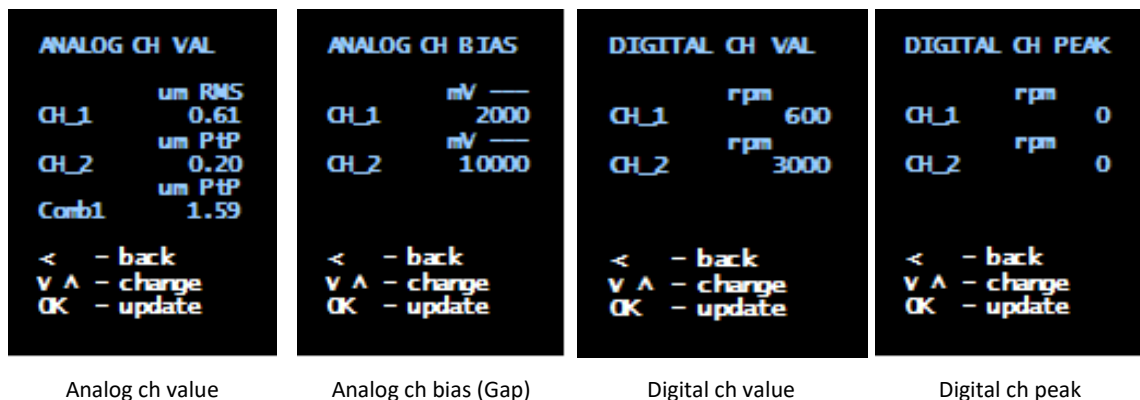 ANALOG CH VAL
um RMS
CH_1 0.61
um PtP
CH_2 0.20
um PtP
Comb1 1.59
< – back
v ^ – change
OK – update
Analog ch value
ANALOG CH BIAS
mV ---
CH_1 2000
mV ---
CH_2 10000
< – back
v ^ – change
OK – update
Analog ch bias (Gap)
DIGITAL CH VAL
rpm
CH_1 600
rpm
CH_2 3000
< – back
v ^ – change
OK – update
Digital ch value
DIGITAL CH PEAK
rpm
CH_1 0
rpm
CH_2 0
< – back
v ^ – change
OK – update
Digital ch peak